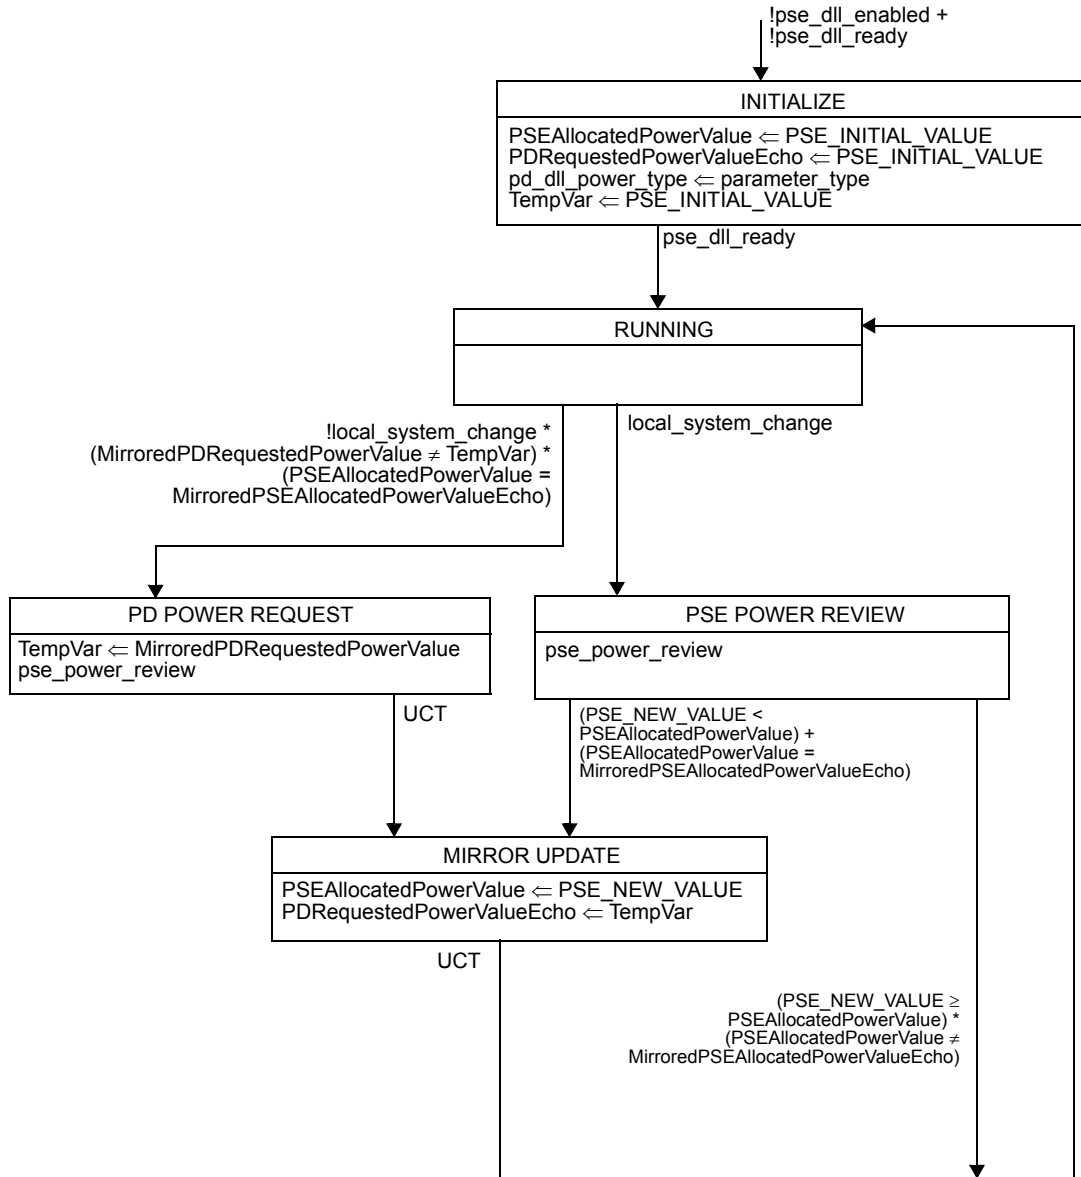 !pse_dll_enabled +
!pse_dll_ready
INITIALIZE
PSEAllocatedPowerValue ⇐ PSE_INITIAL_VALUE
PDRequestedPowerValueEcho ⇐ PSE_INITIAL_VALUE
pd_dll_power_type ⇐ parameter_type
TempVar ⇐ PSE_INITIAL_VALUE
pse_dll_ready
RUNNING
!local_system_change *
(MirroredPDRequestedPowerValue ≠ TempVar) *
(PSEAllocatedPowerValue =
MirroredPSEAllocatedPowerValueEcho)
local_system_change
PD POWER REQUEST
TempVar ⇐ MirroredPDRequestedPowerValue
pse_power_review
UCT
PSE POWER REVIEW
pse_power_review
(PSE_NEW_VALUE <
PSEAllocatedPowerValue) +
(PSEAllocatedPowerValue =
MirroredPSEAllocatedPowerValueEcho)
MIRROR UPDATE
PSEAllocatedPowerValue ⇐ PSE_NEW_VALUE
PDRequestedPowerValueEcho ⇐ TempVar
UCT
(PSE_NEW_VALUE ≥
PSEAllocatedPowerValue) *
(PSEAllocatedPowerValue ≠
MirroredPSEAllocatedPowerValueEcho)